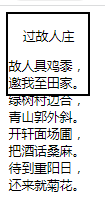 过故人庄
故人具鸡黍，
邀我至田家。
绿树村边合，
青山郭外斜。
开轩面场圃，
把酒话桑麻。
待到重阳日，
还来就菊花。